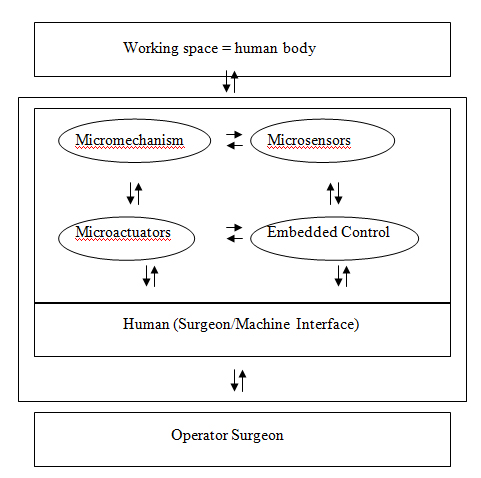 Working space = human body
Micromechanism
Microsensors
Microactuators
Embedded Control
Human (Surgeon/Machine Interface)
Operator Surgeon